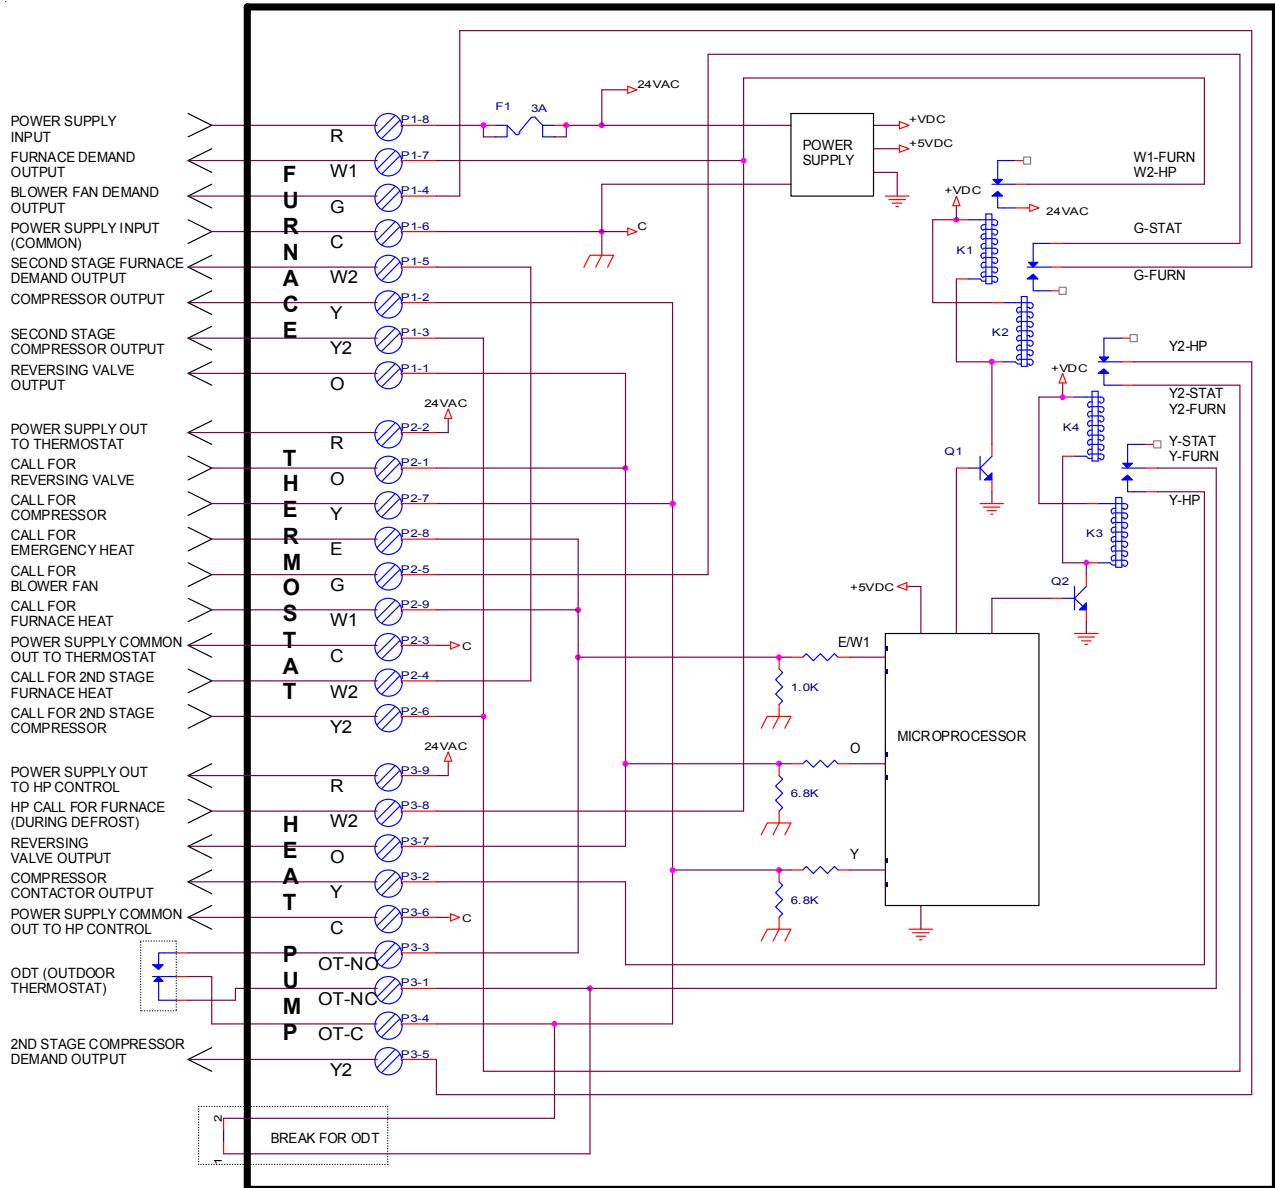 24VAC
F1 3A
POWER SUPPLY
INPUT
R
P1-8
+VDC
POWER
SUPPLY
+5VDC
FURNACE DEMAND
OUTPUT
W1
P1-7
W1-FURN
W2-HP
BLOWER FAN DEMAND
OUTPUT
G
P1-4
+VDC
24VAC
POWER SUPPLY INPUT
(COMMON)
C
P1-6
C
G-STAT
K1
SECOND STAGE FURNACE
DEMAND OUTPUT
W2
P1-5
G-FURN
COMPRESSOR OUTPUT
Y
P1-2
K2
SECOND STAGE
COMPRESSOR OUTPUT
Y2
P1-3
Y2-HP
REVERSING VALVE
OUTPUT
O
P1-1
+VDC
FURNACE
Y2-STAT
Y2-FURN
24VAC
POWER SUPPLY OUT
TO THERMOSTAT
R
P2-2
K4
Y-STAT
Y-FURN
CALL FOR
REVERSING VALVE
O
P2-1
Q1
CALL FOR
COMPRESSOR
Y
P2-7
Y-HP
CALL FOR
EMERGENCY HEAT
E
P2-8
K3
CALL FOR
BLOWER FAN
G
P2-5
+5VDC
Q2
CALL FOR
FURNACE HEAT
W1
P2-9
POWER SUPPLY COMMON
OUT TO THERMOSTAT
C
P2-3
C
E/W1
CALL FOR 2ND STAGE
FURNACE HEAT
W2
P2-4
1.0K
CALL FOR 2ND STAGE
COMPRESSOR
Y2
P2-6
THERMOSTAT
MICROPROCESSOR
24VAC
O
POWER SUPPLY OUT
TO HP CONTROL
R
P3-9
6.8K
HP CALL FOR FURNACE
(DURING DEFROST)
W2
P3-8
REVERSING
VALVE OUTPUT
O
P3-7
Y
COMPRESSOR
CONTACTOR OUTPUT
Y
P3-2
6.8K
POWER SUPPLY COMMON
OUT TO HP CONTROL
C
P3-6
C
OT-NO
P3-3
ODT (OUTDOOR
THERMOSTAT)
OT-NC
P3-1
OT-C
P3-4
HEAT PUMP
2ND STAGE COMPRESSOR
DEMAND OUTPUT
Y2
P3-5
2
BREAK FOR ODT
1